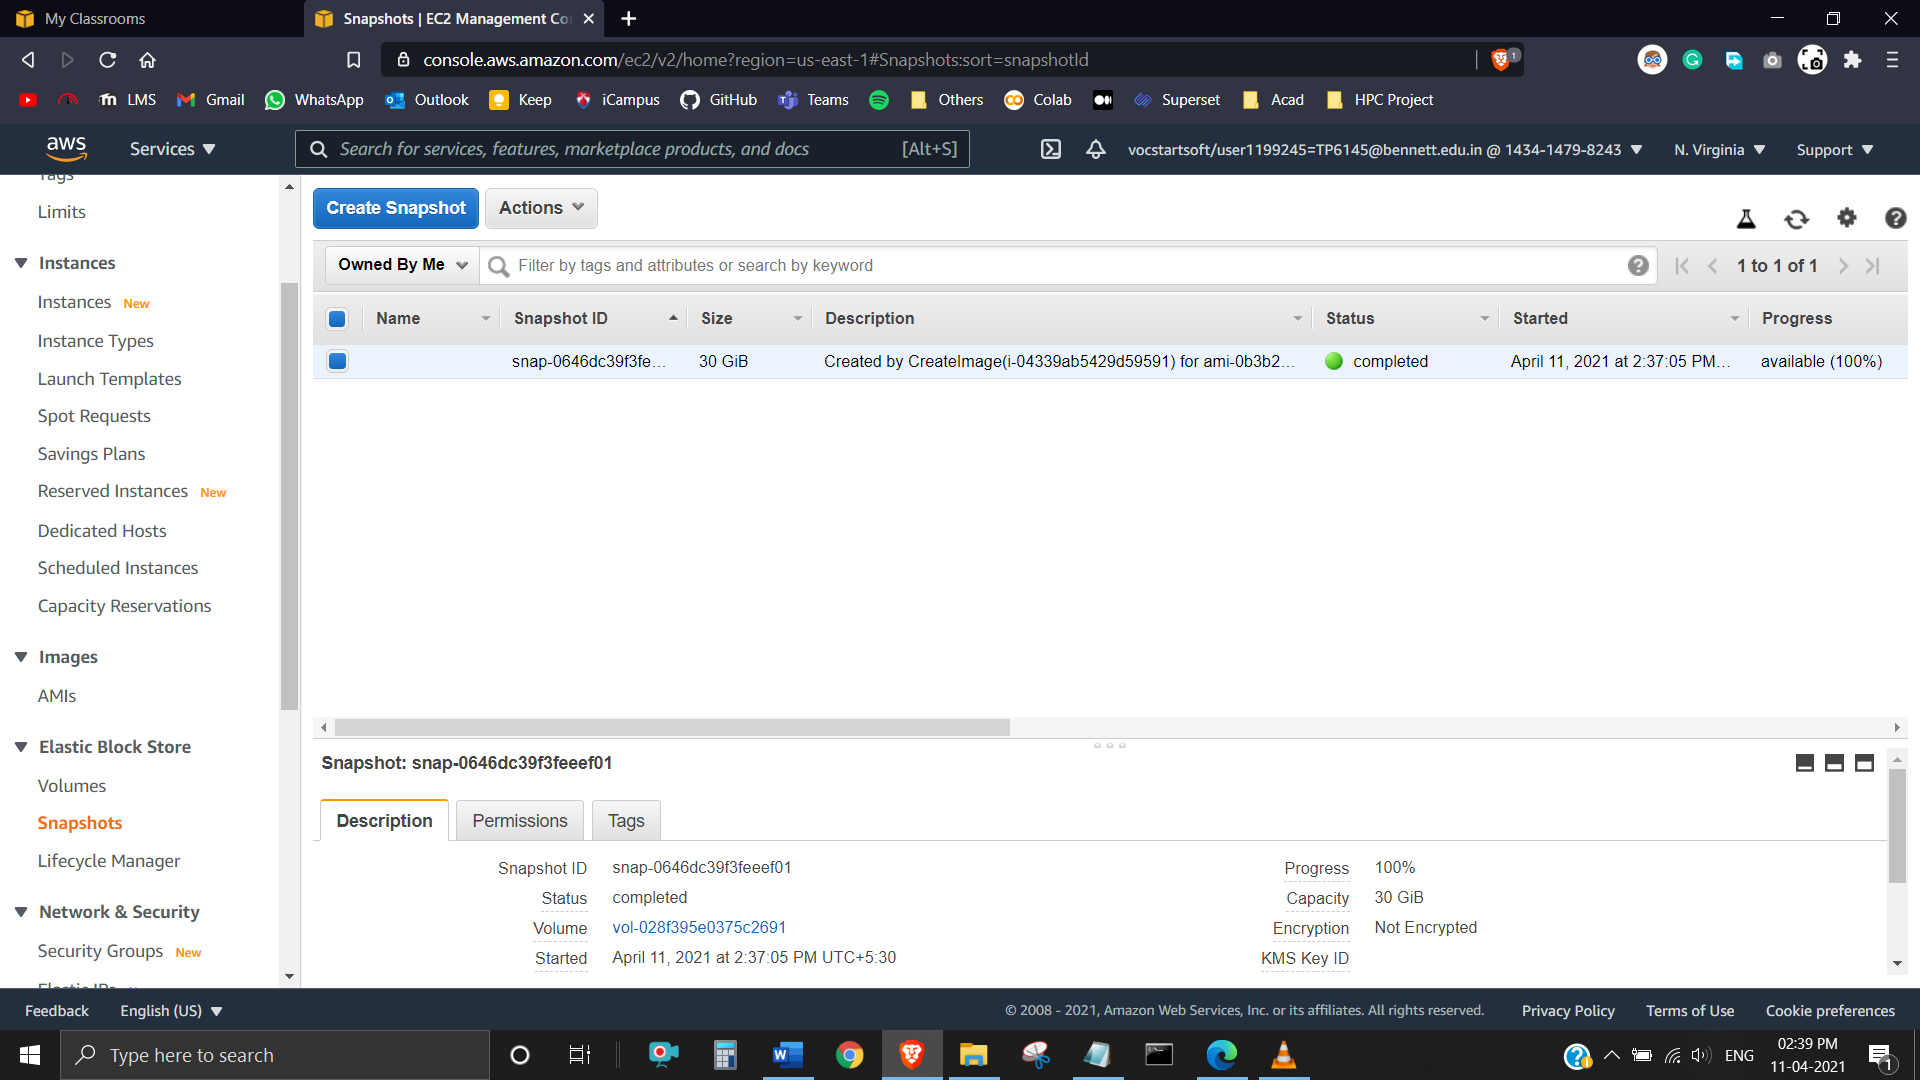 My Classrooms
Snapshots | EC2 Management Co
console.aws.amazon.com/ec2/v2/home?region=us-east-1#Snapshots:sort=snapshotId
1
LMS Gmail WhatsApp Outlook Keep iCampus GitHub Teams Others Colab Superset Acad HPC Project
aws Services Search for services, features, marketplace products, and docs [Alt+S] vocstartsoft/user1199245=TP6145@bennett.edu.in @ 1434-1479-8243 N. Virginia Support
Tags
Limits
Instances
Instances New
Instance Types
Launch Templates
Spot Requests
Savings Plans
Reserved Instances New
Dedicated Hosts
Scheduled Instances
Capacity Reservations
Images
AMIs
Elastic Block Store
Volumes
Snapshots
Lifecycle Manager
Network & Security
Security Groups New
Create Snapshot Actions
Owned By Me Filter by tags and attributes or search by keyword 1 to 1 of 1
Name Snapshot ID Size Description Status Started Progress
snap-0646dc39f3fe... 30 GiB Created by CreateImage(i-04339ab5429d59591) for ami-0b3b2... completed April 11, 2021 at 2:37:05 PM... available (100%)
Snapshot: snap-0646dc39f3feeef01
Description Permissions Tags
Snapshot ID snap-0646dc39f3feeef01 Progress 100%
Status completed Capacity 30 GiB
Volume vol-028f395e0375c2691 Encryption Not Encrypted
Started April 11, 2021 at 2:37:05 PM UTC+5:30 KMS Key ID
Feedback English (US) © 2008 - 2021, Amazon Web Services, Inc. or its affiliates. All rights reserved. Privacy Policy Terms of Use Cookie preferences
Type here to search
ENG
02:39 PM
11-04-2021
1